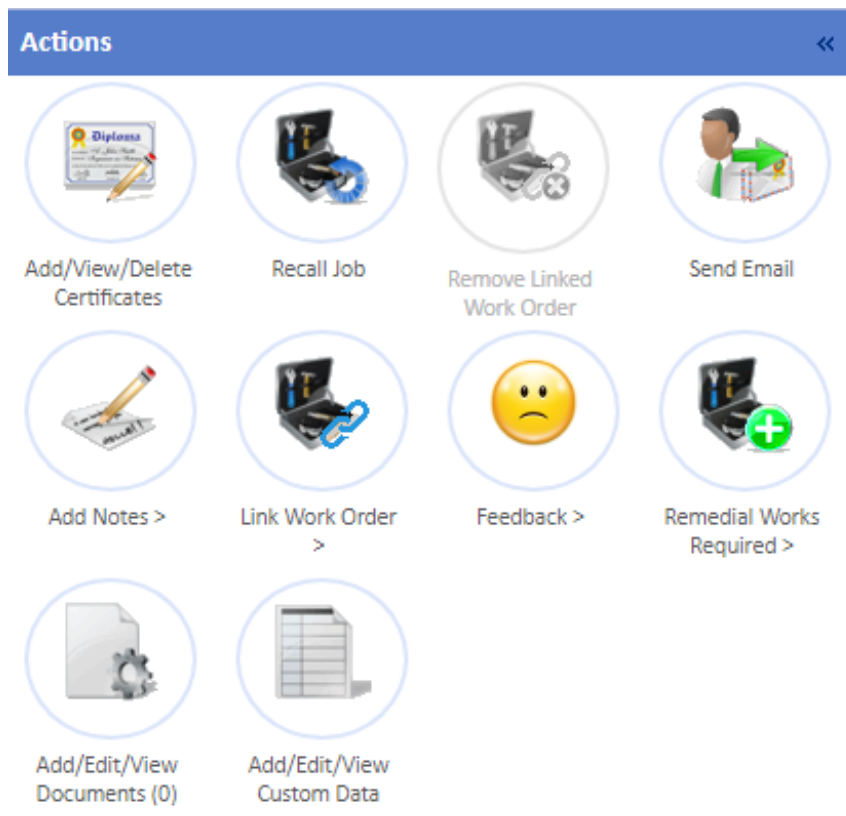 Actions
«
Diploma
Add/View/Delete
Certificates
Recall Job
Remove Linked
Work Order
Send Email
Add Notes >
Link Work Order
>
Feedback >
Remedial Works
Required >
Add/Edit/View
Documents (0)
Add/Edit/View
Custom Data